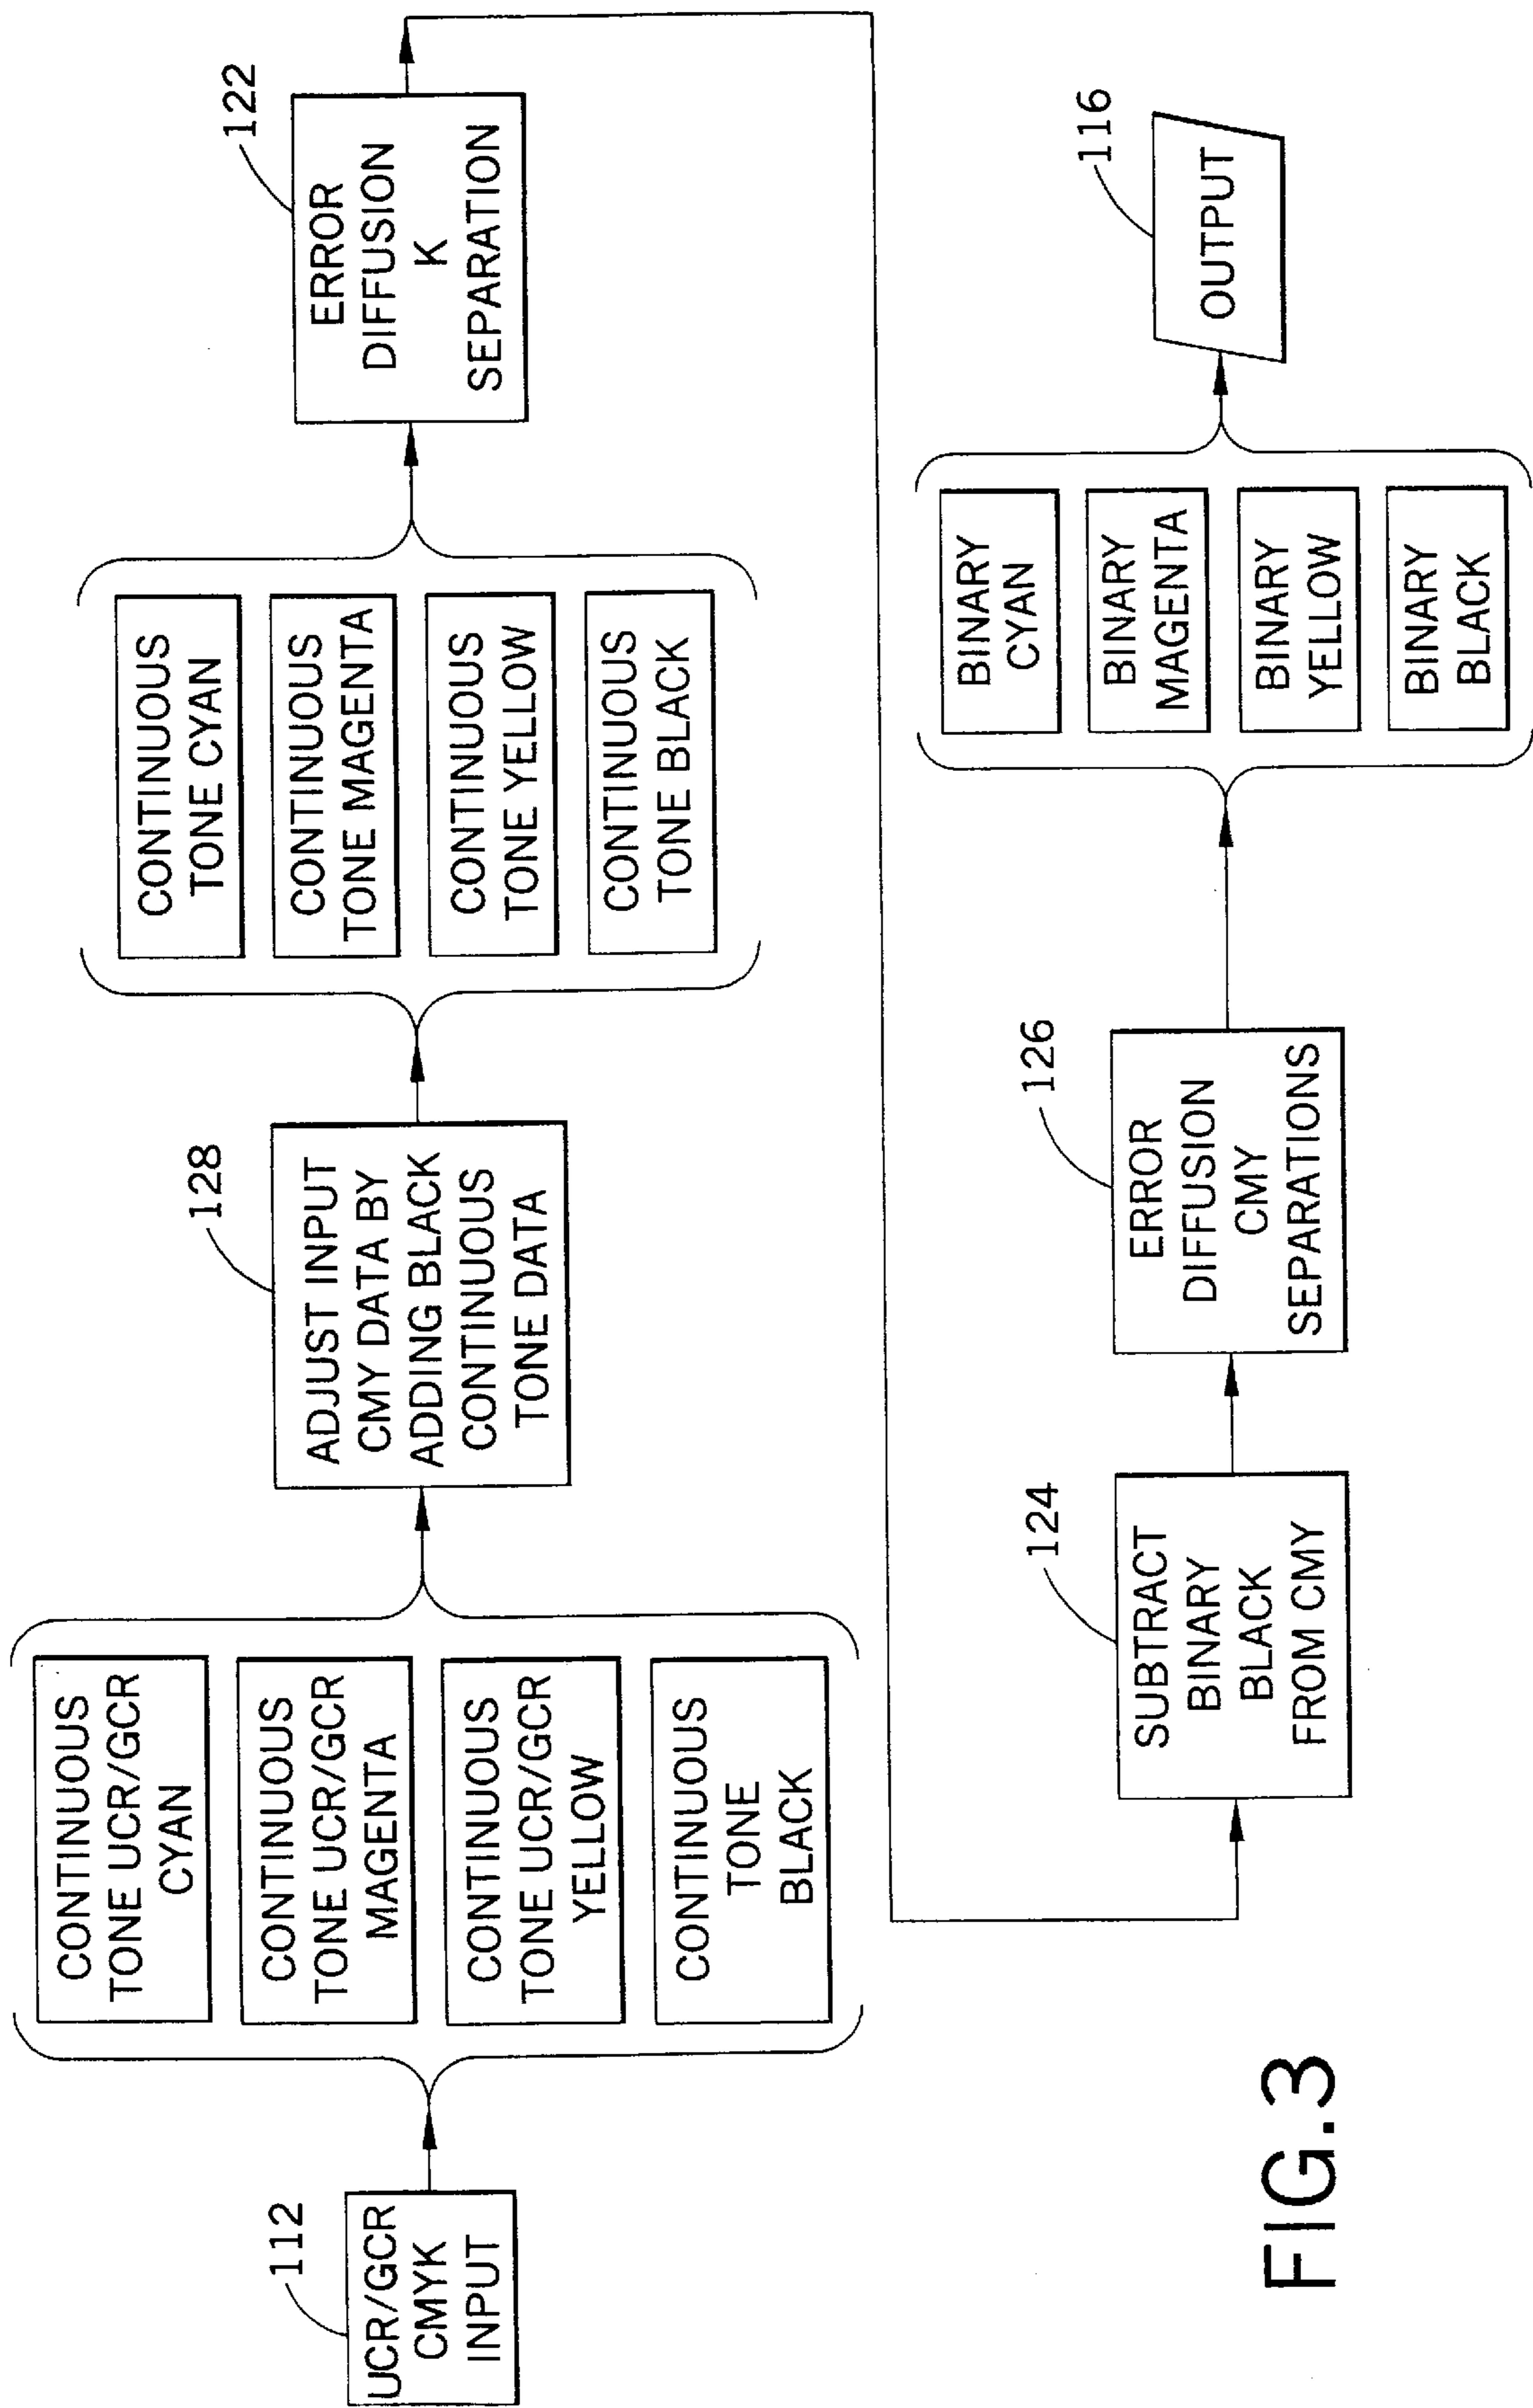 112
UCR/GCR
CMYK
INPUT
CONTINUOUS
TONE UCR/GCR
CYAN
CONTINUOUS
TONE UCR/GCR
MAGENTA
CONTINUOUS
TONE UCR/GCR
YELLOW
CONTINUOUS
TONE
BLACK
128
ADJUST INPUT
CMY DATA BY
ADDING BLACK
CONTINUOUS
TONE DATA
CONTINUOUS
TONE CYAN
CONTINUOUS
TONE MAGENTA
CONTINUOUS
TONE YELLOW
CONTINUOUS
TONE BLACK
122
ERROR
DIFFUSION
K
SEPARATION
124
SUBTRACT
BINARY
BLACK
FROM CMY
126
ERROR
DIFFUSION
CMY
SEPARATIONS
BINARY
CYAN
BINARY
MAGENTA
BINARY
YELLOW
BINARY
BLACK
116
OUTPUT
FIG.3